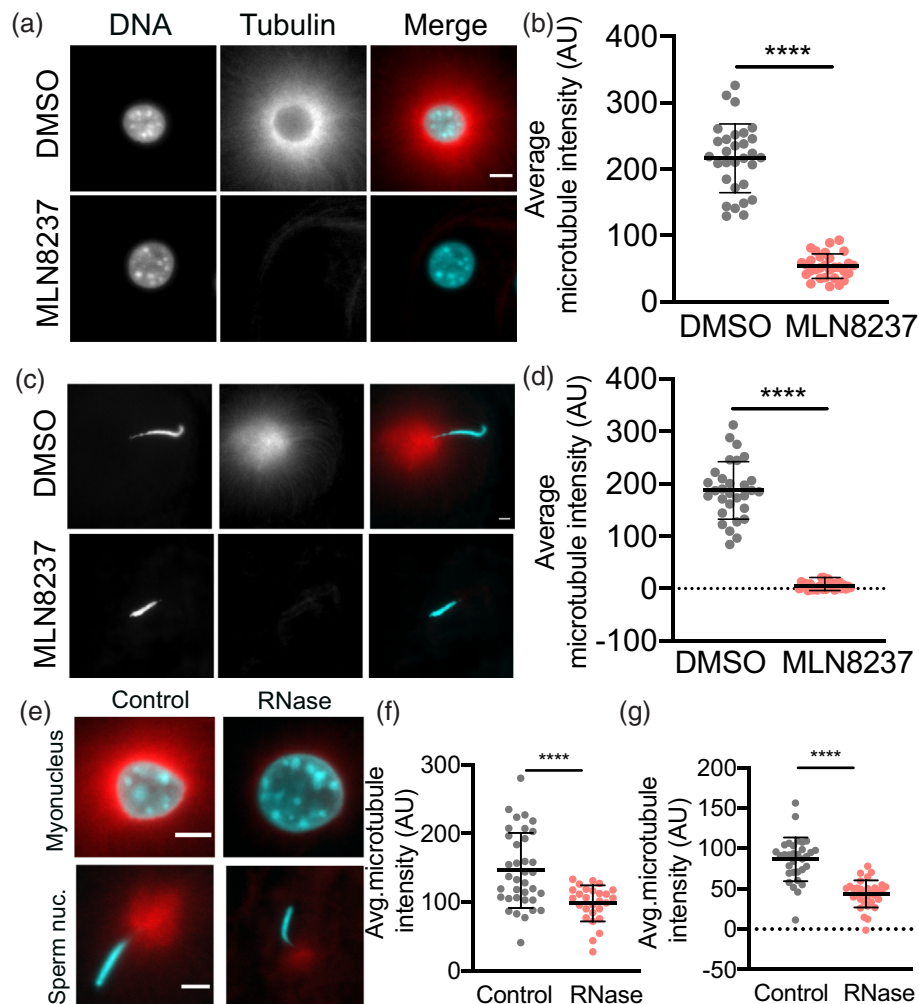 (a)
DNA
Tubulin
Merge
DMSO
MLN8237
(b)
Average
microtubule intensity (AU)
400
300
200
100
0
****
DMSO
MLN8237
(c)
DMSO
MLN8237
(d)
Average
microtubule intensity (AU)
400
300
200
100
0
-100
****
DMSO
MLN8237
(e)
Control
RNase
Myonucleus
Sperm nuc.
(f)
Avg.microtubule
intensity (AU)
300
200
100
0
****
Control
RNase
(g)
Avg.microtubule
intensity (AU)
200
150
100
50
0
-50
****
Control
RNase